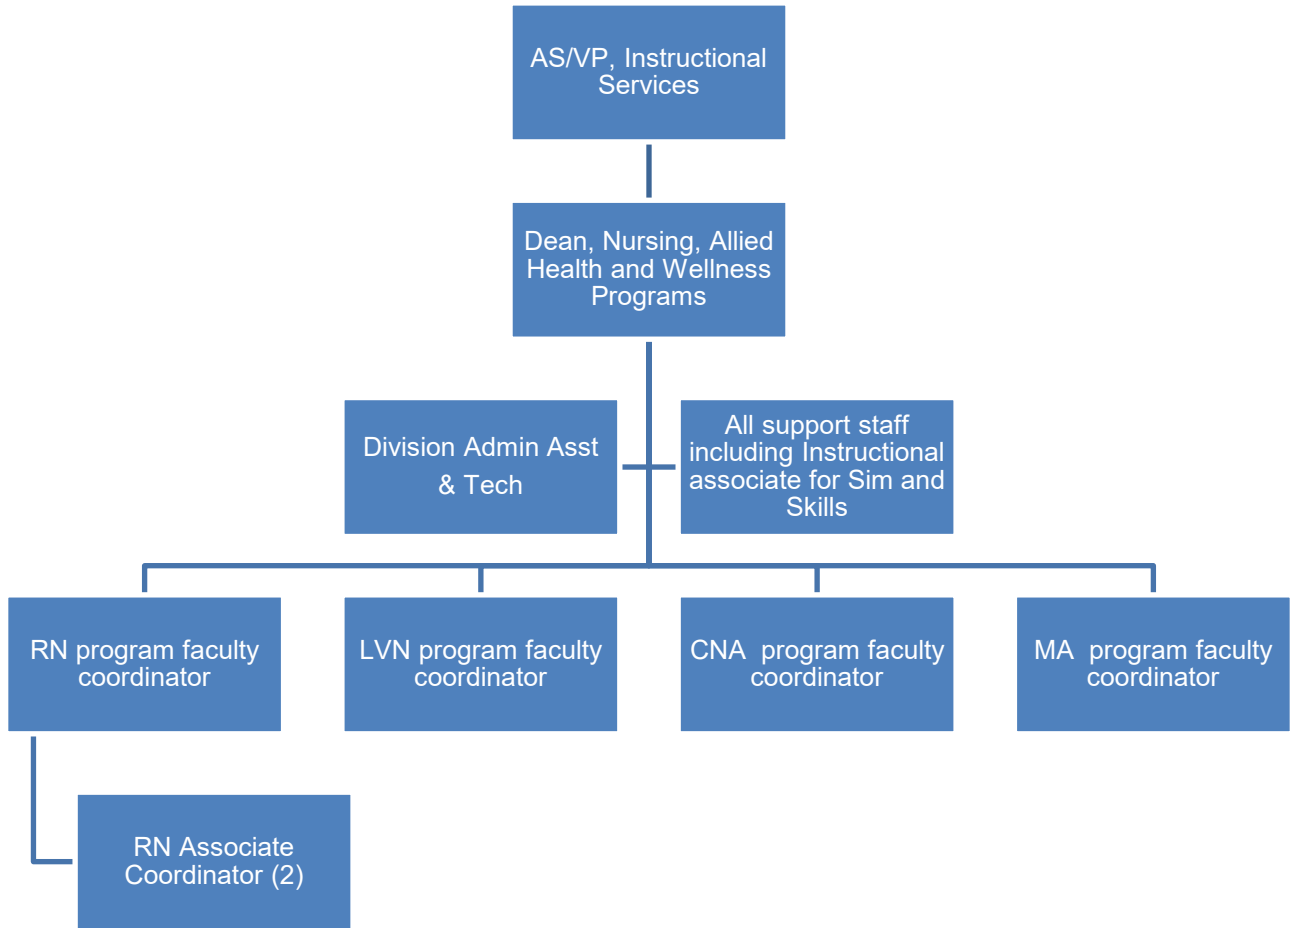 AS/VP, Instructional
Services
Dean, Nursing, Allied
Health and Wellness
Programs
Division Admin Asst
& Tech
All support staff
including Instructional
associate for Sim and
Skills
RN program faculty
coordinator
LVN program faculty
coordinator
CNA  program faculty
coordinator
MA  program faculty
coordinator
RN Associate
Coordinator (2)